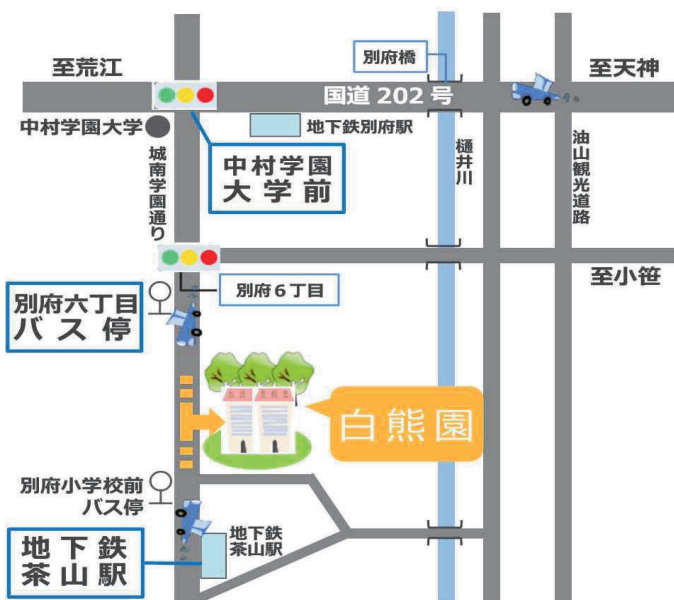 別府橋
至荒江
至天神
国道 202 号
中村学園大学
地下鉄別府駅
中村学園
大学前
城南学園通り
樋井川
油山観光道路
別府６丁目
至小笹
別府六丁目
バス停
白熊園
別府小学校前
バス停
地下鉄
茶山駅
地下鉄
茶山駅